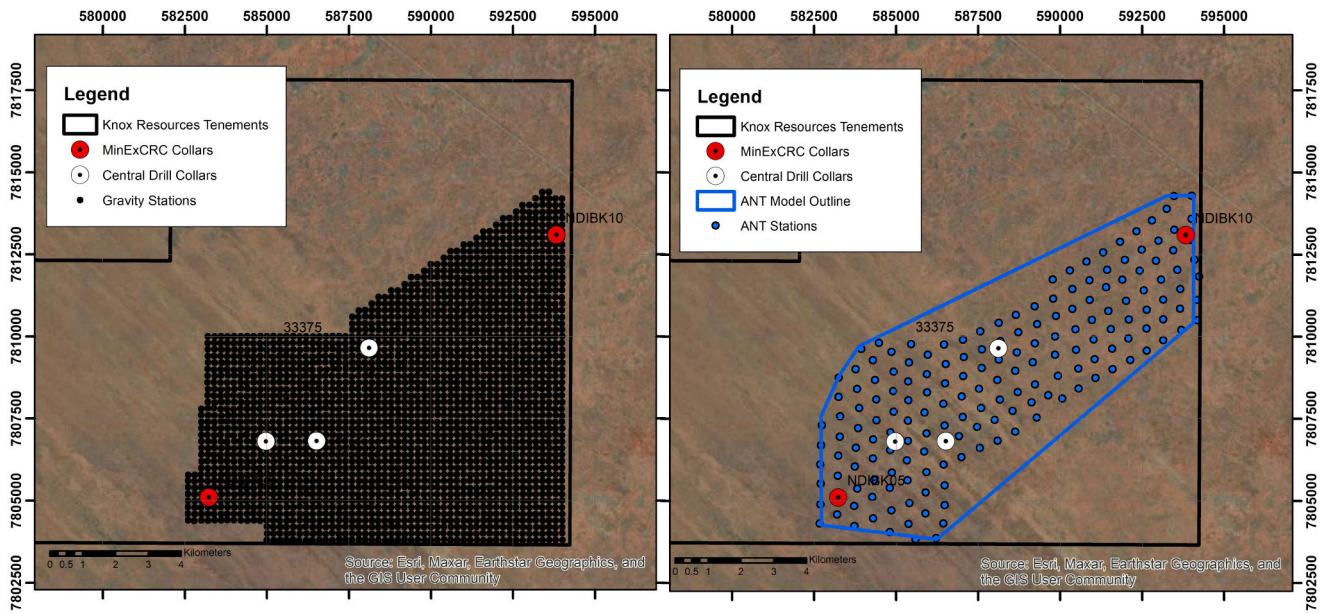 580000 582500 585000 587500 590000 592500 595000
580000 582500 585000 587500 590000 592500 595000
7817500
7815000
7812500
7810000
7807500
7805000
7802500
Legend
Knox Resources Tenements
MinExCRC Collars
Central Drill Collars
Gravity Stations
NDIBK10
33375
Kilometers
0 0.5 1 2 3 4
Source: Esri, Maxar, Earthstar Geographics, and
the GIS User Community
Legend
Knox Resources Tenements
MinExCRC Collars
Central Drill Collars
ANT Model Outline
ANT Stations
NDIBK10
33375
NDIBK05
Kilometers
0 0.5 1 2 3 4
Source: Esri, Maxar, Earthstar Geographics, and
the GIS User Community
7817500
7815000
7812500
7810000
7807500
7805000
7802500